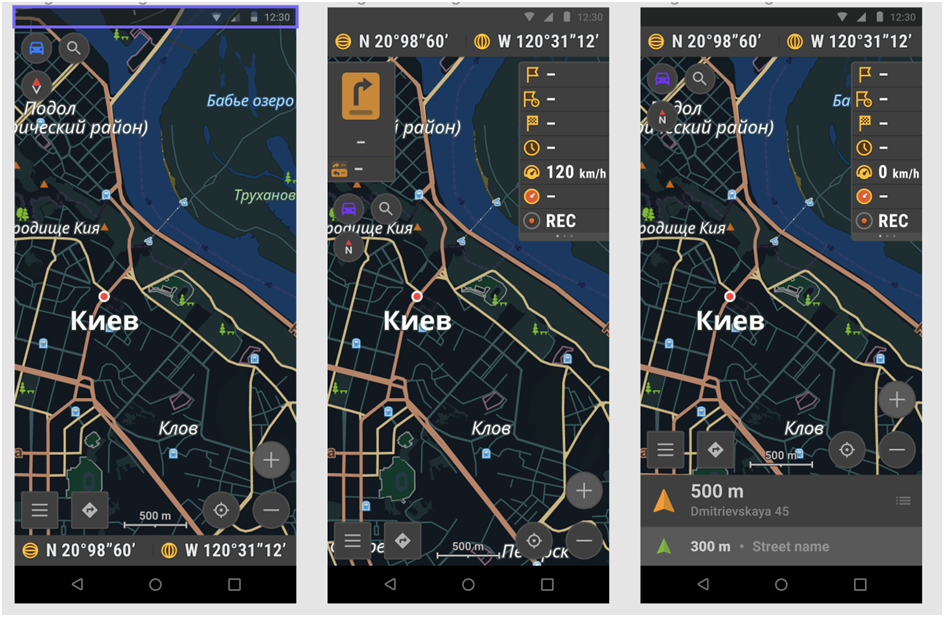 12:30
Подол
рический район)
Бабье озеро
Труханов
родище Кия
Киев
Клов
500 m
N 20°98”60’
W 120°31”12’
12:30
N 20°98”60’
W 120°31”12’
–
–
й район)
–
–
–
–
120 km/h
–
REC
родище Кия
N
Киев
Клов
500 m
12:30
N 20°98”60’
W 120°31”12’
–
Подол
Ба
–
N
рический район)
–
–
0 km/h
–
REC
родище Кия
Киев
Клов
500 m
500 m
Dmitrievskaya 45
300 m • Street name